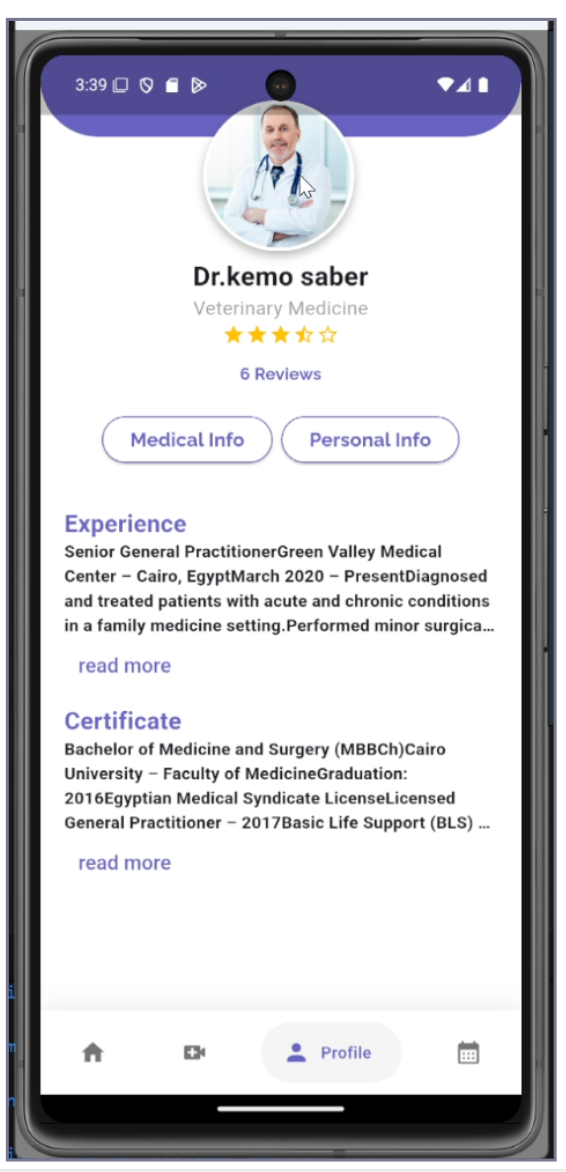 3:39
Dr.kemo saber
Veterinary Medicine
6 Reviews
Medical Info Personal Info
Experience
Senior General PractitionerGreen Valley Medical
Center – Cairo, EgyptMarch 2020 – PresentDiagnosed
and treated patients with acute and chronic conditions
in a family medicine setting.Performed minor surgica...
read more
Certificate
Bachelor of Medicine and Surgery (MBBCh)Cairo
University – Faculty of MedicineGraduation:
2016Egyptian Medical Syndicate LicenseLicensed
General Practitioner – 2017Basic Life Support (BLS) ...
read more
Profile